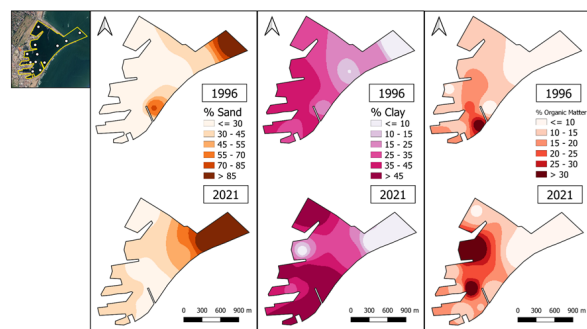 1996
% Sand
<= 30
30 - 45
45 - 55
55 - 70
70 - 85
> 85
2021
0 300 600 900 m
1996
% Clay
<= 10
10 - 15
15 - 25
25 - 35
35 - 45
> 45
2021
0 300 600 900 m
1996
% Organic Matter
<= 10
10 - 15
15 - 20
20 - 25
25 - 30
> 30
2021
0 300 600 900 m